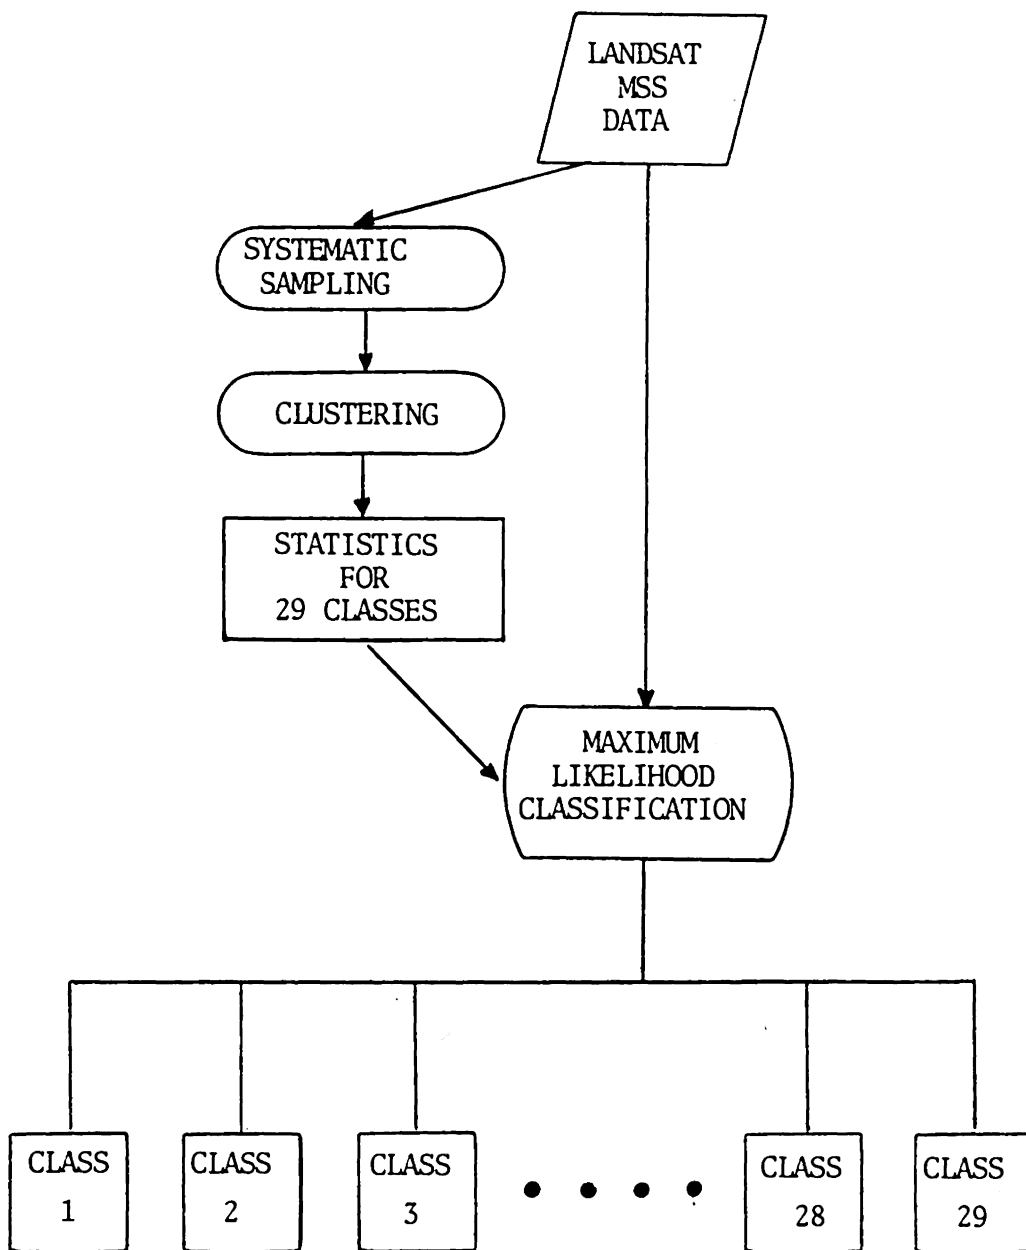 LANDSAT
MSS
DATA
SYSTEMATIC
SAMPLING
CLUSTERING
STATISTICS
FOR
29 CLASSES
MAXIMUM
LIKELIHOOD
CLASSIFICATION
CLASS
1
CLASS
2
CLASS
3
CLASS
28
CLASS
29